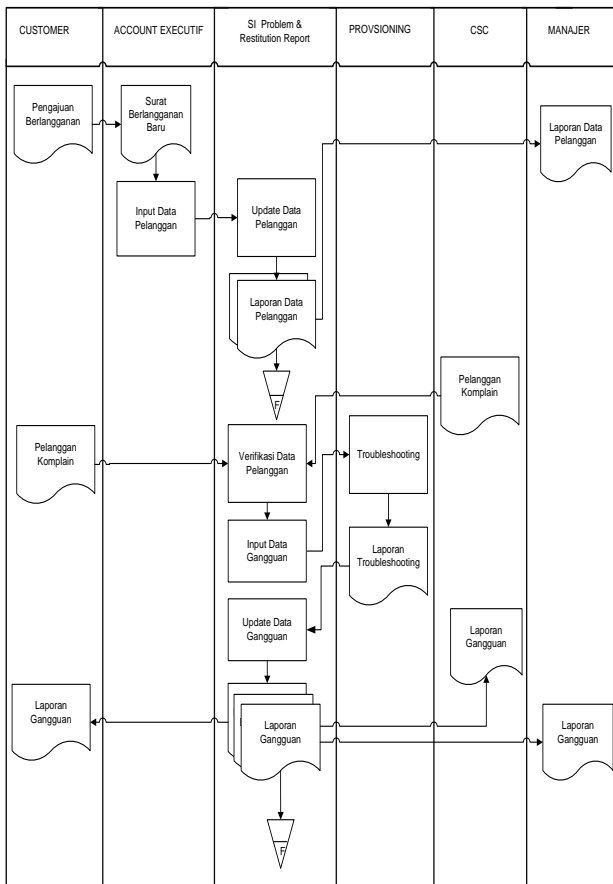 CUSTOMER
ACCOUNT EXECUTIF
SI Problem &
Restitution Report
PROVSIONING
CSC
MANAJER
Pengajuan
Berlangganan
Surat
Berlangganan
Baru
Laporan Data
Pelanggan
Input Data
Pelanggan
Update Data
Pelanggan
Laporan Data
Pelanggan
F
Pelanggan
Komplain
Pelanggan
Komplain
Verifikasi Data
Pelanggan
Troubleshooting
Input Data
Gangguan
Laporan
Troubleshooting
Update Data
Gangguan
Laporan
Gangguan
Laporan
Gangguan
Laporan
Gangguan
Laporan
Gangguan
F